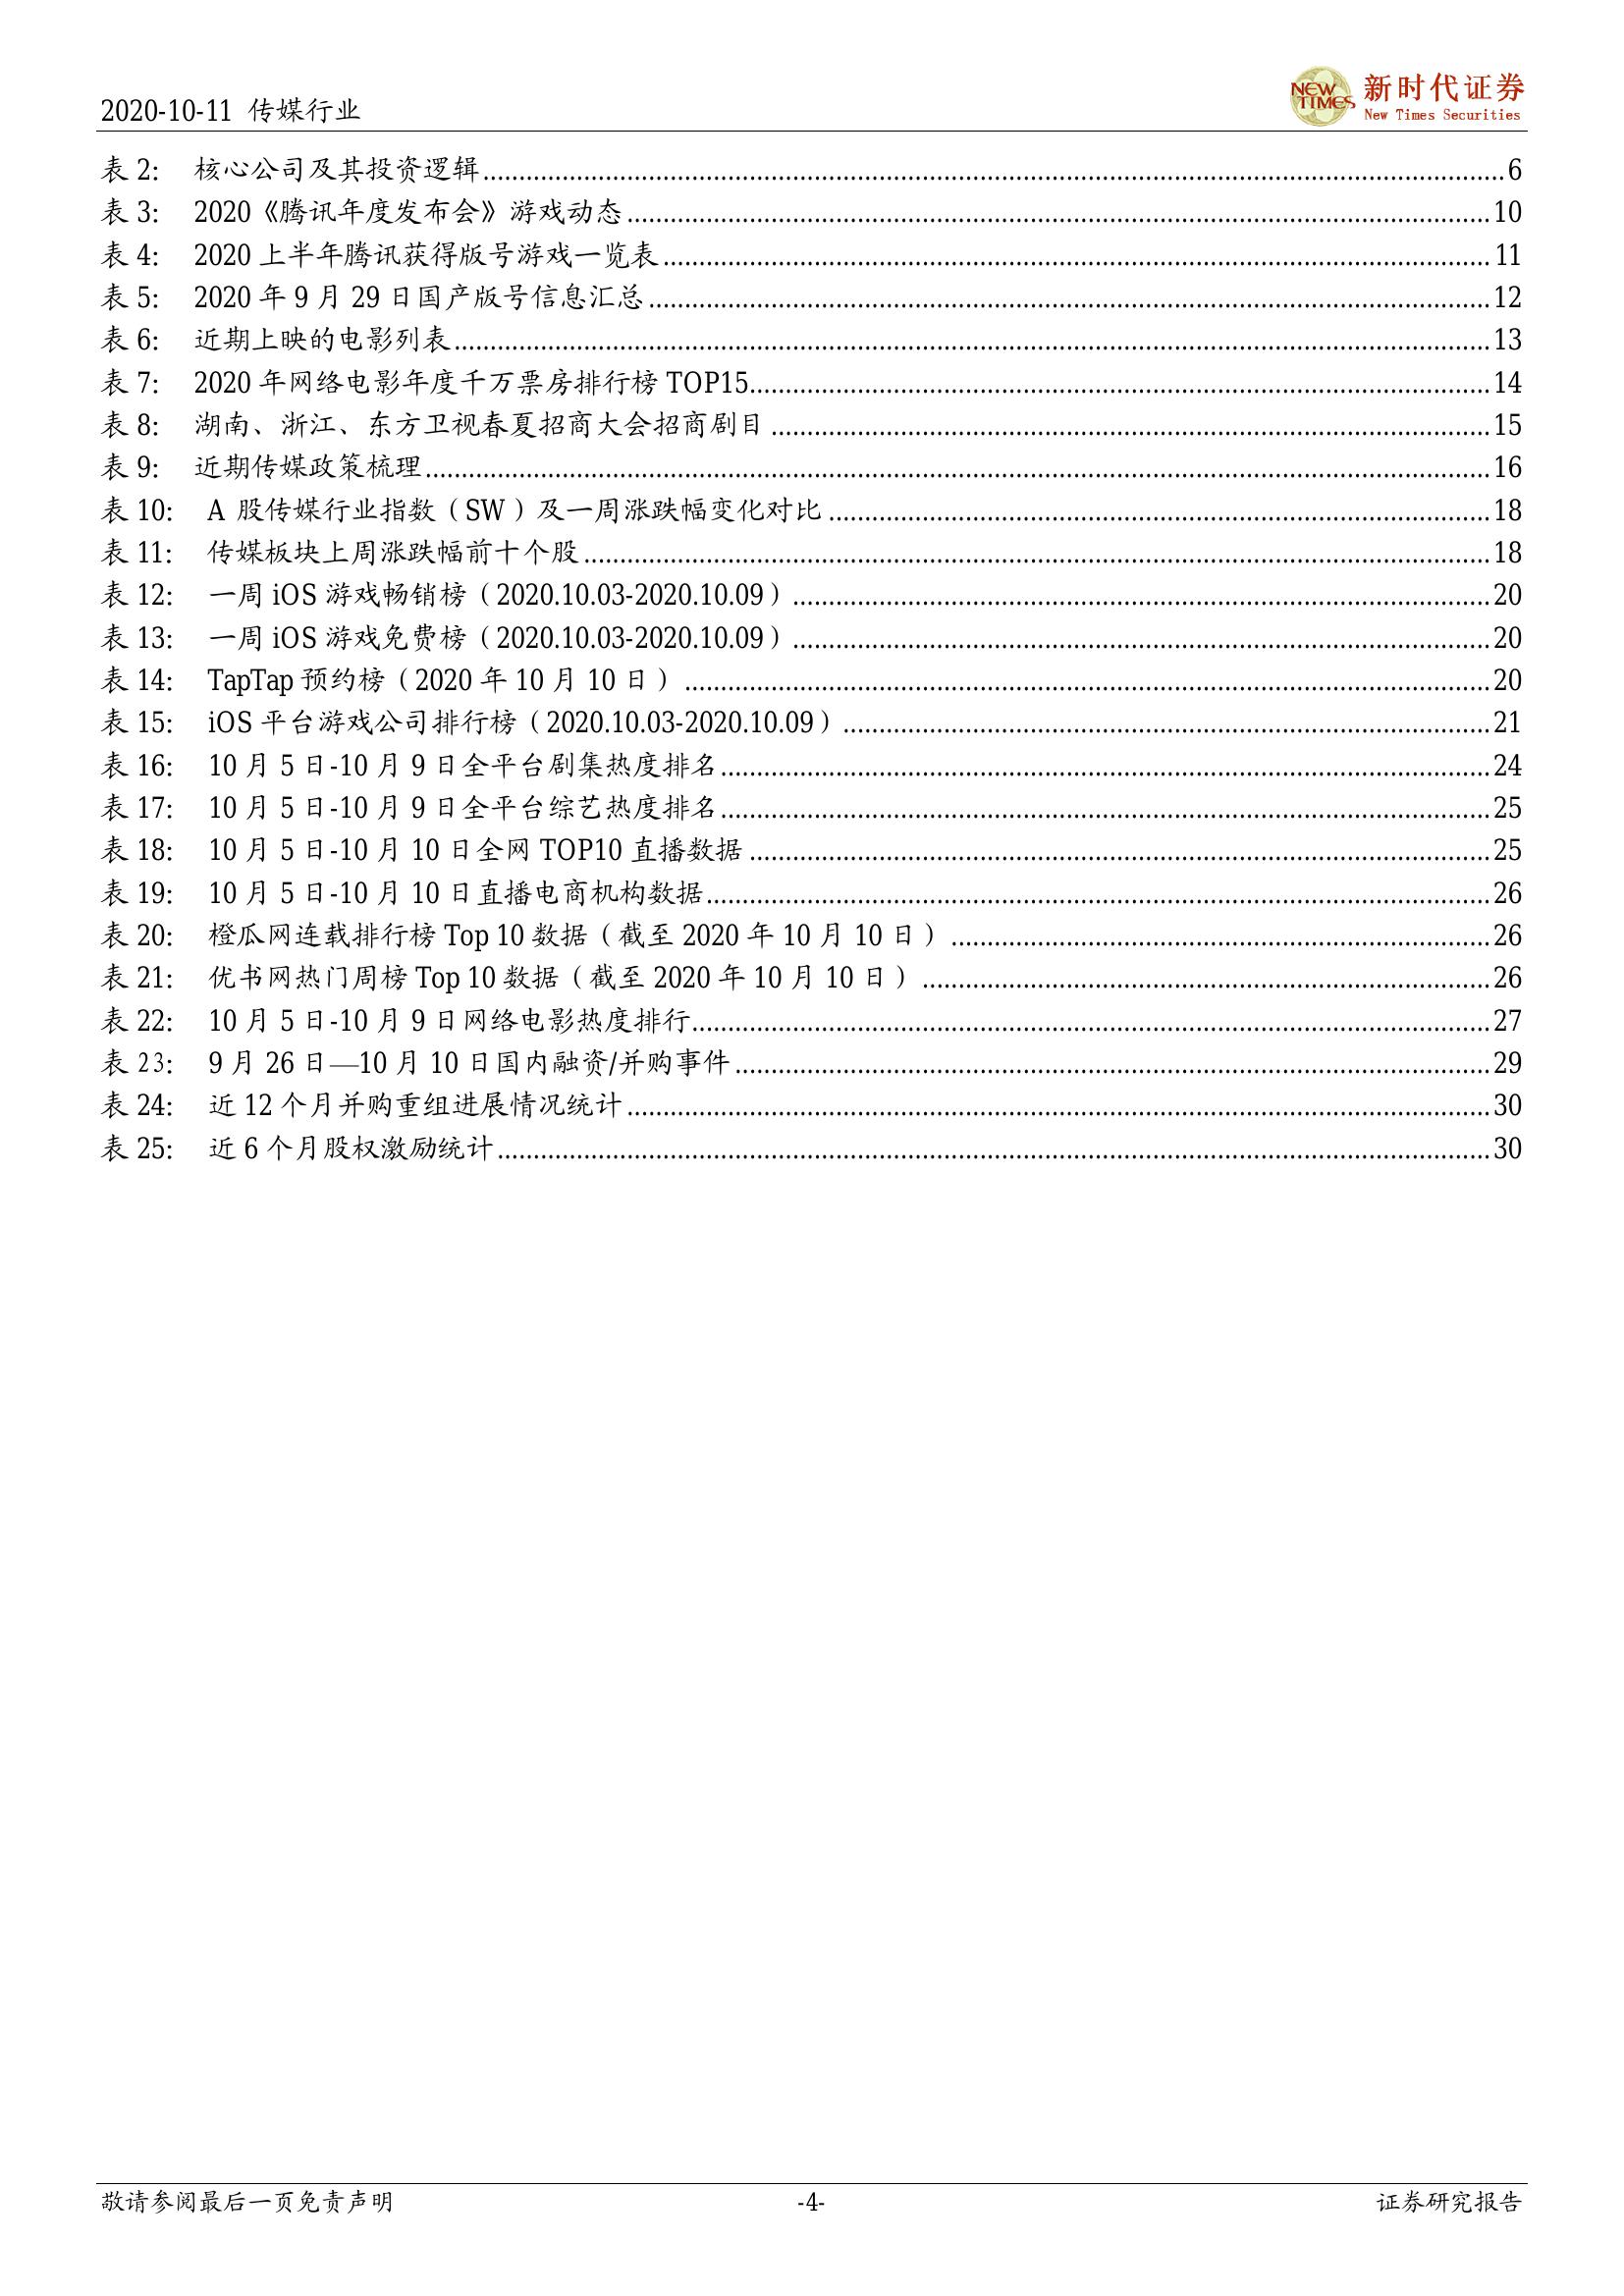 2020-10-11 传媒行业
NEW TIMES
新时代证券
New Times Securities
表 2: 核心公司及其投资逻辑 6
表 3: 2020《腾讯年度发布会》游戏动态 10
表 4: 2020 上半年腾讯获得版号游戏一览表 11
表 5: 2020 年 9 月 29 日国产版号信息汇总 12
表 6: 近期上映的电影列表 13
表 7: 2020 年网络电影年度千万票房排行榜 TOP15 14
表 8: 湖南、浙江、东方卫视春夏招商大会招商剧目 15
表 9: 近期传媒政策梳理 16
表 10: A 股传媒行业指数（SW）及一周涨跌幅变化对比 18
表 11: 传媒板块上周涨跌幅前十个股 18
表 12: 一周 iOS 游戏畅销榜（2020.10.03-2020.10.09） 20
表 13: 一周 iOS 游戏免费榜（2020.10.03-2020.10.09） 20
表 14: TapTap 预约榜（2020 年 10 月 10 日） 20
表 15: iOS 平台游戏公司排行榜（2020.10.03-2020.10.09） 21
表 16: 10 月 5 日-10 月 9 日全平台剧集热度排名 24
表 17: 10 月 5 日-10 月 9 日全平台综艺热度排名 25
表 18: 10 月 5 日-10 月 10 日全网 TOP10 直播数据 25
表 19: 10 月 5 日-10 月 10 日直播电商机构数据 26
表 20: 橙瓜网连载排行榜 Top 10 数据（截至 2020 年 10 月 10 日） 26
表 21: 优书网热门周榜 Top 10 数据（截至 2020 年 10 月 10 日） 26
表 22: 10 月 5 日-10 月 9 日网络电影热度排行 27
表 23: 9 月 26 日—10 月 10 日国内融资/并购事件 29
表 24: 近 12 个月并购重组进展情况统计 30
表 25: 近 6 个月股权激励统计 30
敬请参阅最后一页免责声明 -4- 证券研究报告